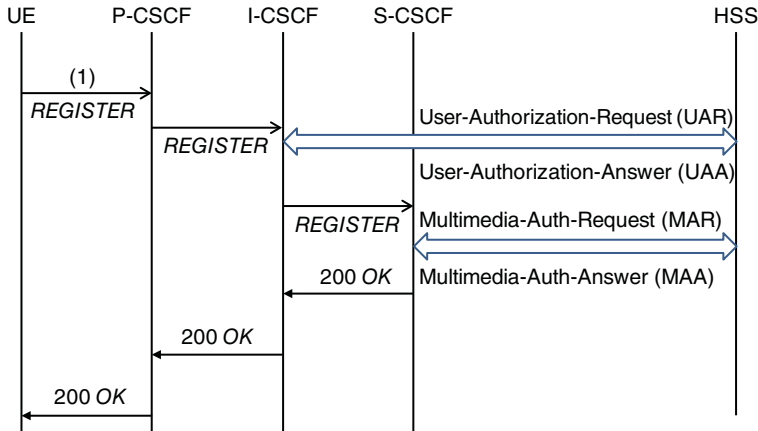 UE P-CSCF I-CSCF S-CSCF HSS
(1)
REGISTER
User-Authorization-Request (UAR)
REGISTER
User-Authorization-Answer (UAA)
REGISTER
Multimedia-Auth-Request (MAR)
200 OK
Multimedia-Auth-Answer (MAA)
200 OK
200 OK